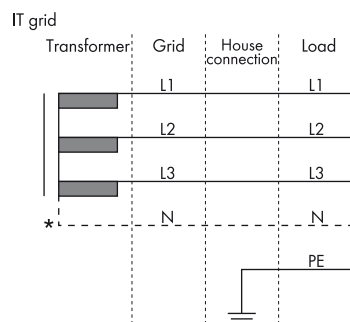 IT grid
Transformer Grid House connection Load
L1 L1
L2 L2
L3 L3
* N N
PE